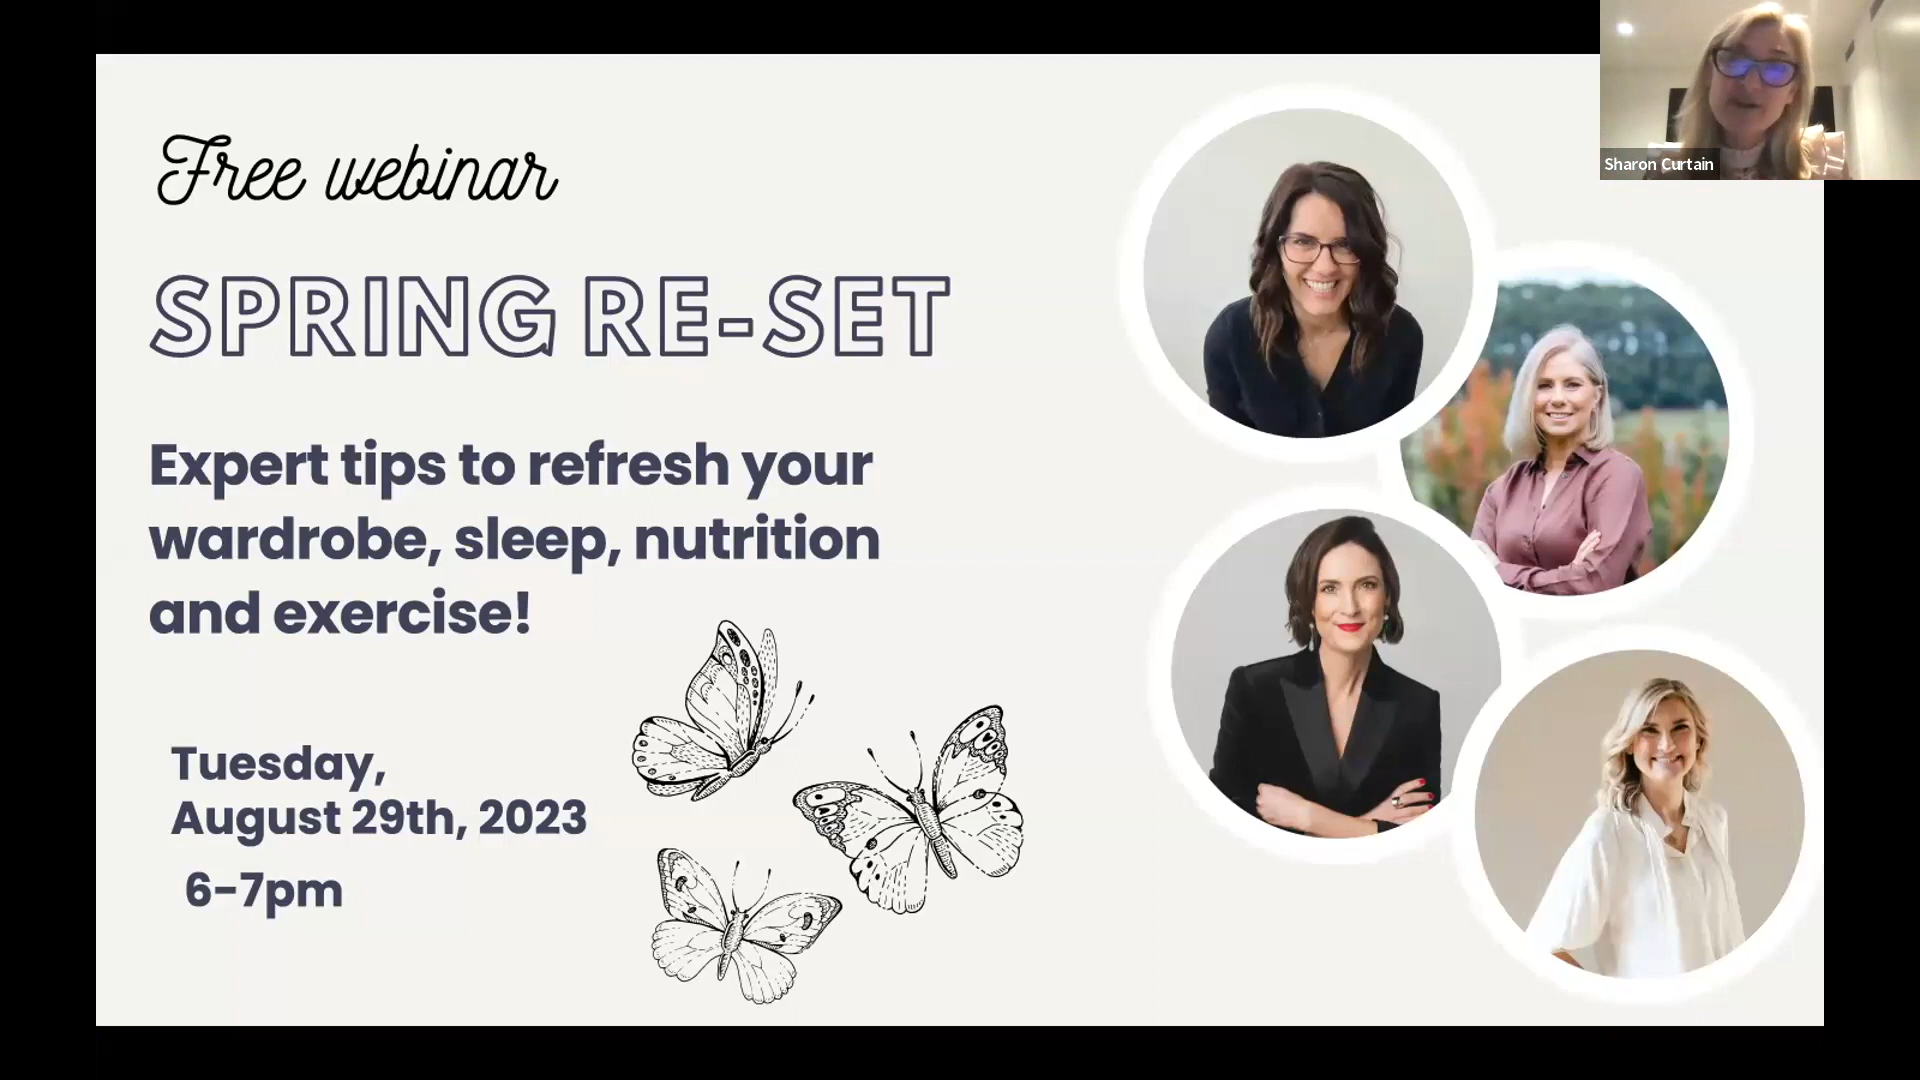 Free webinar
SPRING RE-SET
Expert tips to refresh your
wardrobe, sleep, nutrition
and exercise!
Tuesday,
August 29th, 2023
6-7pm
Sharon Curtain